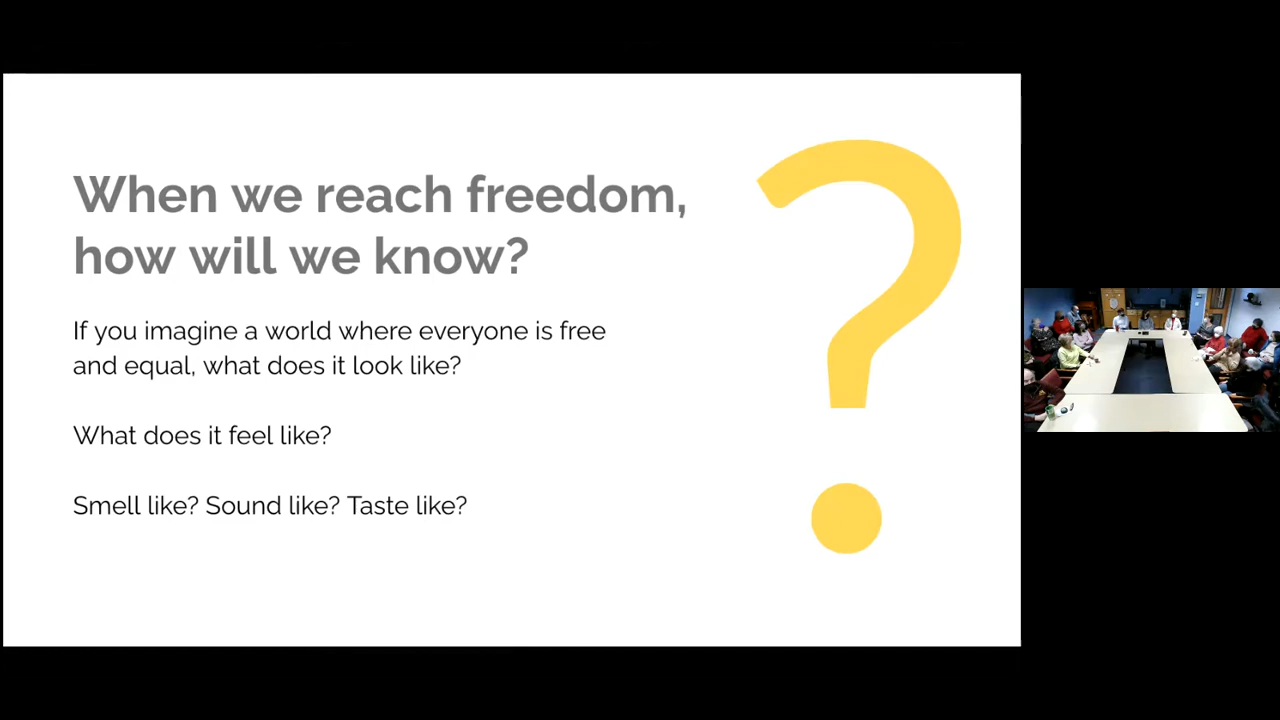 When we reach freedom,
how will we know?
If you imagine a world where everyone is free
and equal, what does it look like?
What does it feel like?
Smell like? Sound like? Taste like?
?